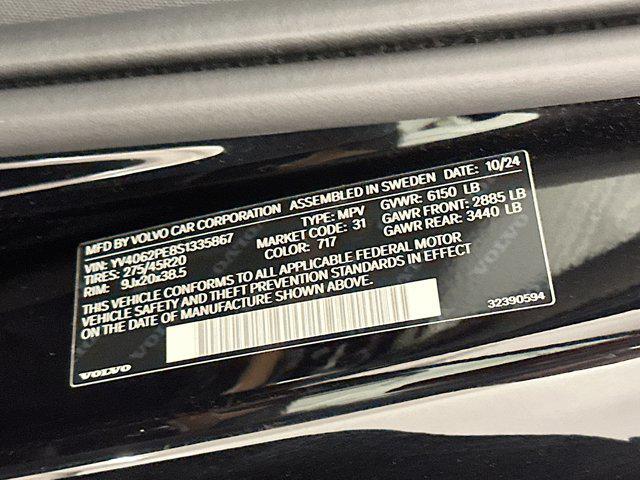 MFD BY VOLVO CAR CORPORATION ASSEMBLED IN SWEDEN DATE: 10/24
VIN: YV4062PE8S1335867 TYPE: MPV GVWR: 6150 LB
TIRES: 275/45R20 MARKET CODE: 31 GAWR FRONT: 2885 LB
RIM: 9Jx20x38.5 COLOR: 717 GAWR REAR: 3440 LB
VEHICLE CONFORMS TO ALL APPLICABLE FEDERAL MOTOR
VEHICLE SAFETY AND THEFT PREVENTION STANDARDS IN EFFECT
ON THE DATE OF MANUFACTURE SHOWN ABOVE.
32390594
VOLVO